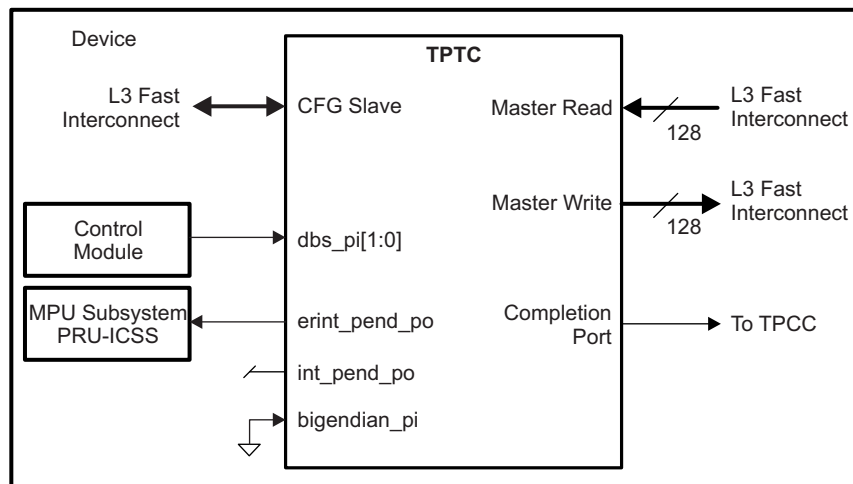 Device
TPTC
L3 Fast
Interconnect
CFG Slave
Master Read
128
L3 Fast
Interconnect
Master Write
128
L3 Fast
Interconnect
Control
Module
dbs_pi[1:0]
MPU Subsystem
PRU-ICSS
erint_pend_po
Completion
Port
To TPCC
int_pend_po
bigendian_pi